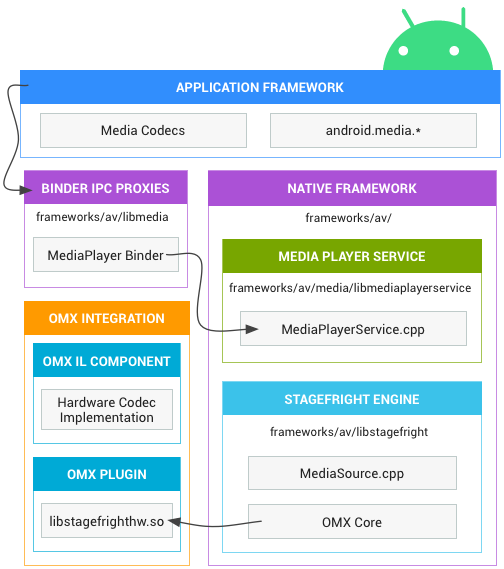 APPLICATION FRAMEWORK
Media Codecs
android.media.*
BINDER IPC PROXIES
frameworks/av/libmedia
MediaPlayer Binder
NATIVE FRAMEWORK
frameworks/av/
MEDIA PLAYER SERVICE
frameworks/av/media/libmediaplayerservice
MediaPlayerService.cpp
OMX INTEGRATION
OMX IL COMPONENT
Hardware Codec
Implementation
OMX PLUGIN
libstagefrighthw.so
STAGEFRIGHT ENGINE
frameworks/av/libstagefright
MediaSource.cpp
OMX Core